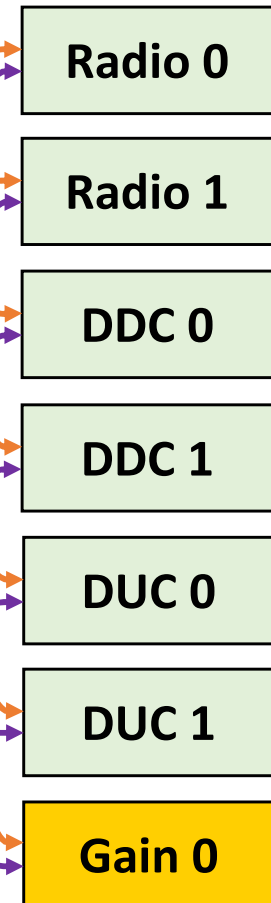 Radio 0
Radio 1
DDC 0
DDC 1
DUC 0
DUC 1
Gain 0